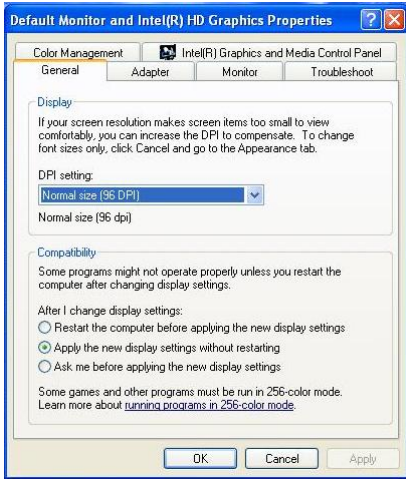 Default Monitor and Intel(R) HD Graphics Properties
Color Management
Intel(R) Graphics and Media Control Panel
General
Adapter
Monitor
Troubleshoot
Display
If your screen resolution makes screen items too small to view
comfortably, you can increase the DPI to compensate. To change
font sizes only, click Cancel and go to the Appearance tab.
DPI setting:
Normal size (96 DPI)
Normal size (96 dpi)
Compatibility
Some programs might not operate properly unless you restart the
computer after changing display settings.
After I change display settings:
Restart the computer before applying the new display settings
Apply the new display settings without restarting
Ask me before applying the new display settings
Some games and other programs must be run in 256-color mode.
Learn more about running programs in 256-color mode.
OK
Cancel
Apply